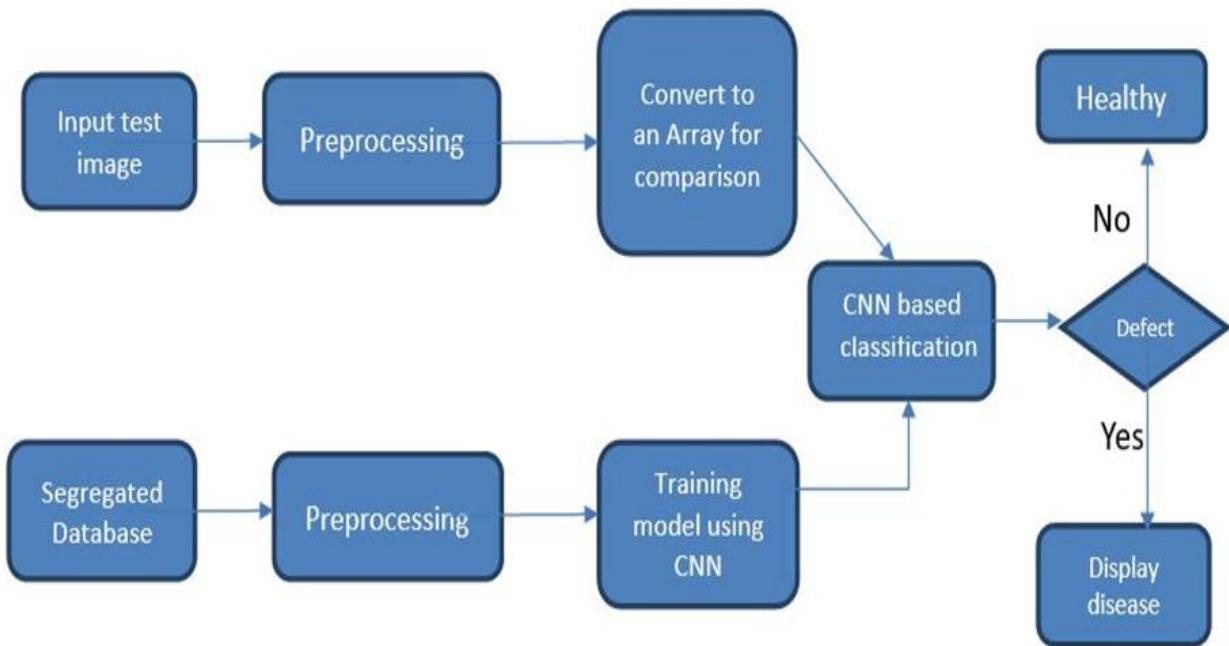 Input test
image
Preprocessing
Convert to
an Array for
comparison
Healthy
No
CNN based
classification
Defect
Yes
Segregated
Database
Preprocessing
Training
model using
CNN
Display
disease